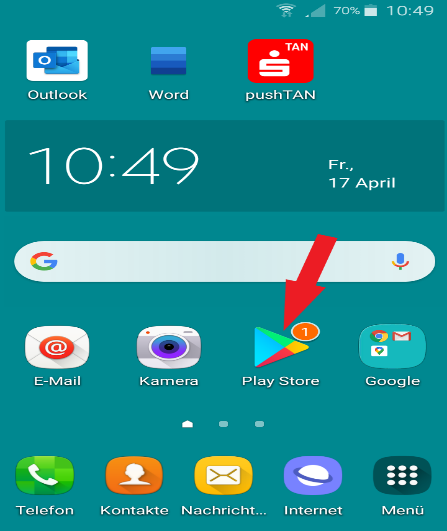 70% 10:49
TAN
Outlook Word pushTAN
10:49
Fr.,
17 April
1
E-Mail Kamera Play Store Google
Telefon Kontakte Nachricht... Internet Menü